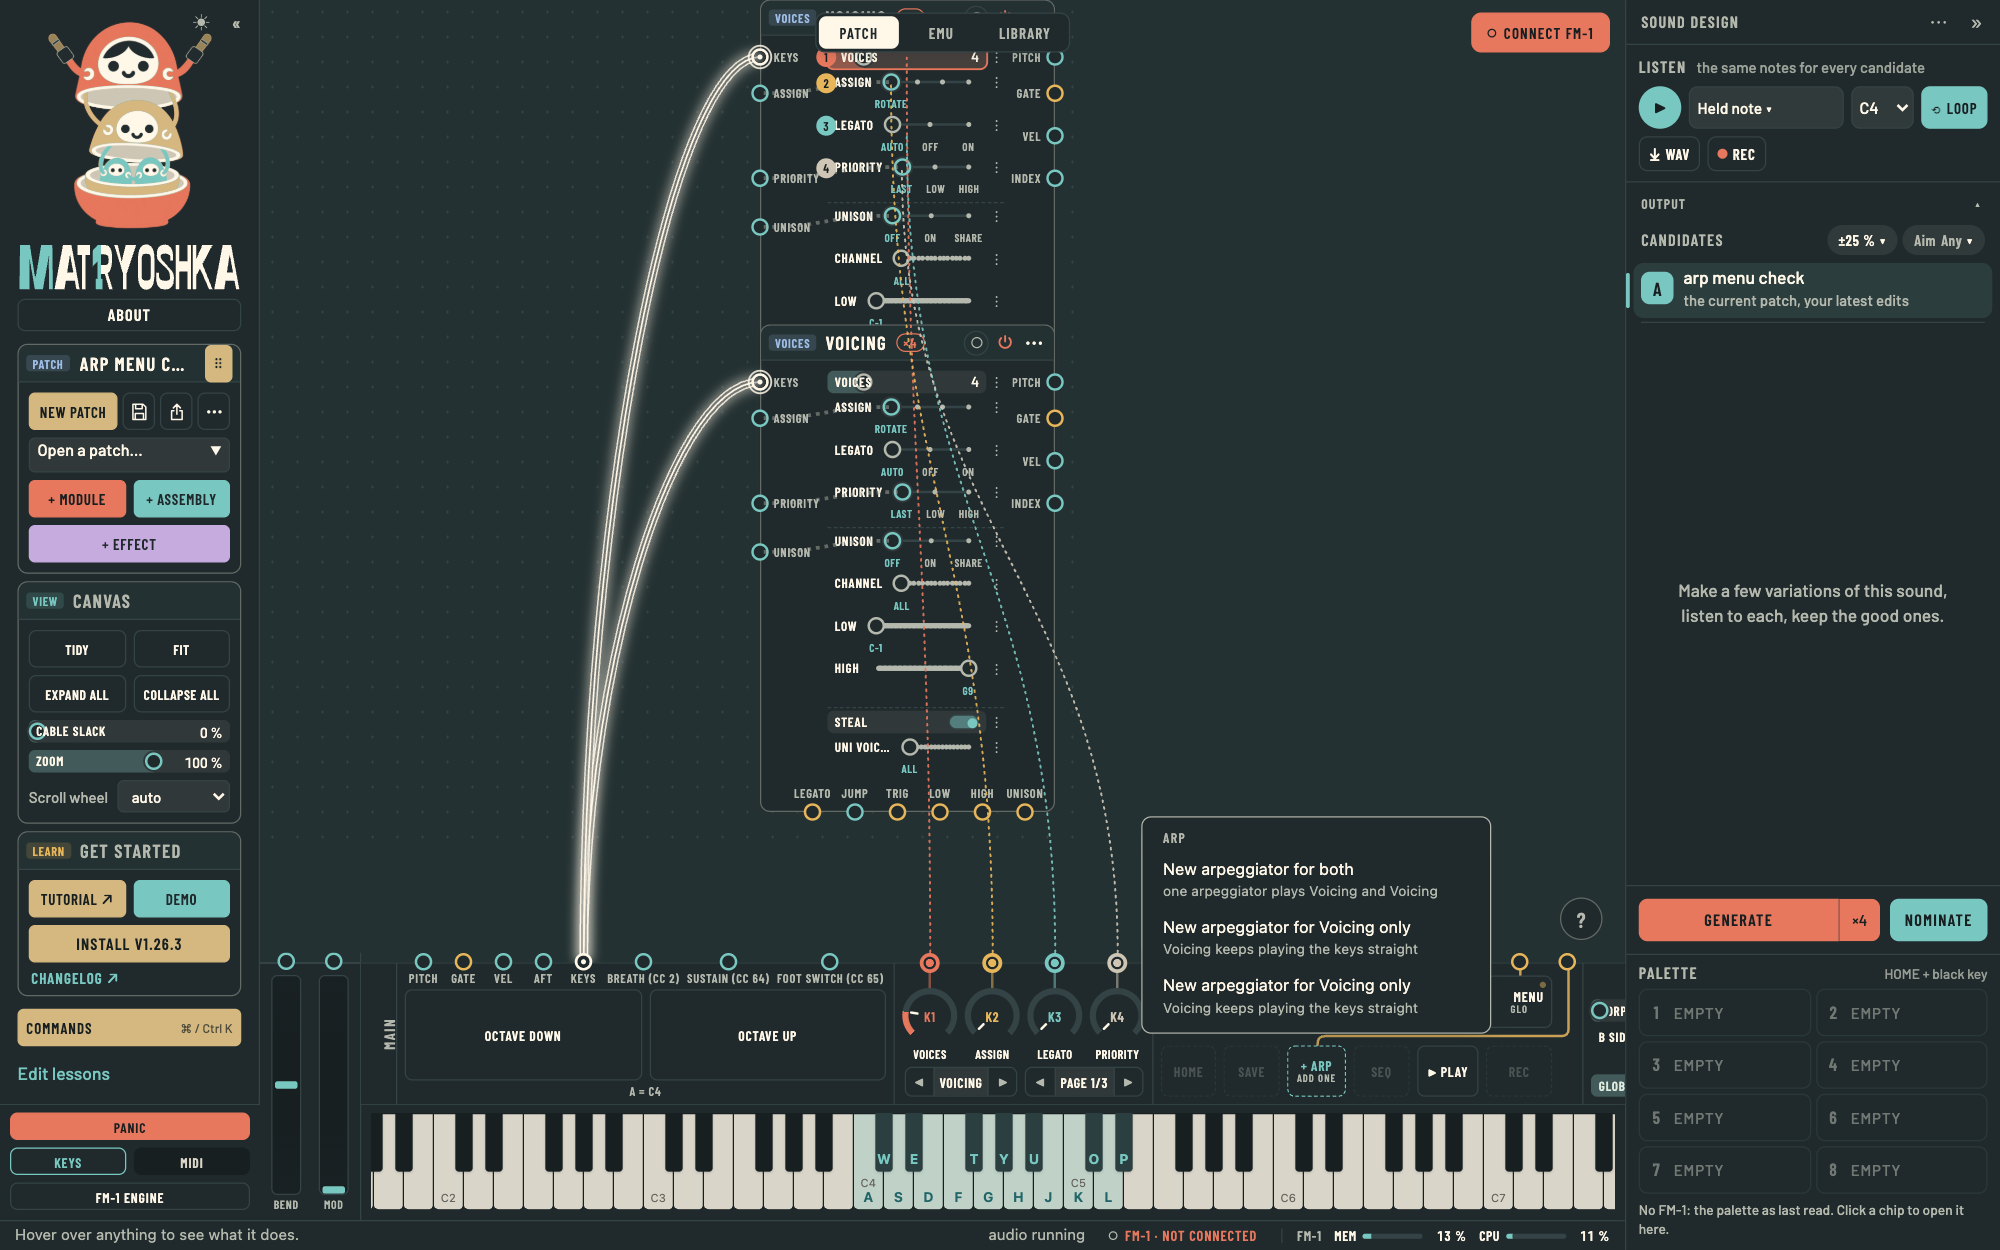 «
MATRYOSHKA
ABOUT
PATCH ARP MENU C...
NEW PATCH
Open a patch...
+ MODULE
+ ASSEMBLY
+ EFFECT
VIEW CANVAS
TIDY
FIT
EXPAND ALL
COLLAPSE ALL
CABLE SLACK 0 %
ZOOM 100 %
Scroll wheel auto
LEARN GET STARTED
TUTORIAL ↗
DEMO
INSTALL V1.26.3
CHANGELOG ↗
COMMANDS ⌘ / Ctrl K
Edit lessons
PANIC
KEYS
MIDI
FM-1 ENGINE
PATCH
EMU
LIBRARY
CONNECT FM-1
VOICES
KEYS 1 VOICES 4 PITCH
ASSIGN 2 ASSIGN GATE
ROTATE
3 LEGATO VEL
AUTO OFF ON
PRIORITY 4 PRIORITY INDEX
LAST LOW HIGH
UNISON UNISON
OFF ON SHARE
CHANNEL
ALL
LOW
C-1
VOICES VOICING ×4
KEYS VOICES 4 PITCH
ASSIGN ASSIGN GATE
ROTATE
LEGATO VEL
AUTO OFF ON
PRIORITY PRIORITY INDEX
LAST LOW HIGH
UNISON UNISON
OFF ON SHARE
CHANNEL
ALL
LOW
C-1
HIGH
G9
STEAL
UNI VOIC...
ALL
LEGATO JUMP TRIG LOW HIGH UNISON
ARP
New arpeggiator for both
one arpeggiator plays Voicing and Voicing
New arpeggiator for Voicing only
Voicing keeps playing the keys straight
New arpeggiator for Voicing only
Voicing keeps playing the keys straight
?
PITCH GATE VEL AFT KEYS BREATH (CC 2) SUSTAIN (CC 64) FOOT SWITCH (CC 65)
MAIN
OCTAVE DOWN
OCTAVE UP
A = C4
K1 K2 K3 K4
VOICES ASSIGN LEGATO PRIORITY
◀ VOICING ▶ ◀ PAGE 1/3 ▶
MENU
GLO
B SID
GLOB
HOME
SAVE
+ ARP
ADD ONE
SEQ
▶ PLAY
REC
BEND MOD
W E T Y U O P
C2 C3 C4 C5 C6 C7
A S D F G H J K L
Hover over anything to see what it does.
audio running
FM-1 · NOT CONNECTED
FM-1 MEM 13 % CPU 11 %
SOUND DESIGN ··· »
LISTEN the same notes for every candidate
Held note ▾
C4
LOOP
WAV
REC
OUTPUT
CANDIDATES ±25 % ▾ Aim Any ▾
A arp menu check
the current patch, your latest edits
Make a few variations of this sound,
listen to each, keep the good ones.
GENERATE ×4 NOMINATE
PALETTE HOME + black key
1 EMPTY 2 EMPTY
3 EMPTY 4 EMPTY
5 EMPTY 6 EMPTY
7 EMPTY 8 EMPTY
No FM-1: the palette as last read. Click a chip to open it
here.